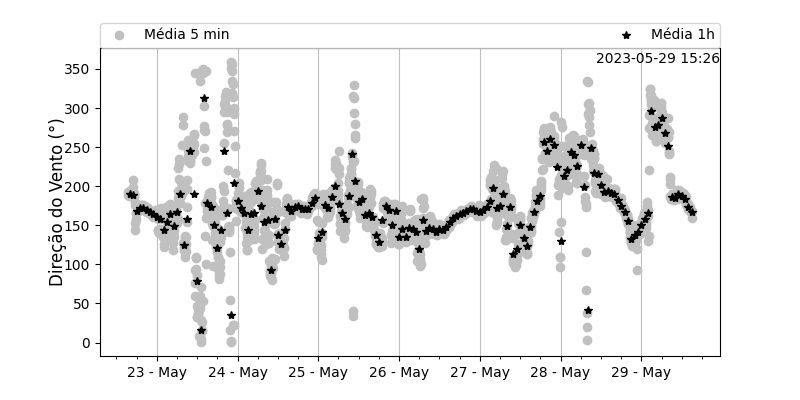 Média 5 min
Média 1h
2023-05-29 15:26
Direção do Vento (°)
350
300
250
200
150
100
50
0
23 - May
24 - May
25 - May
26 - May
27 - May
28 - May
29 - May